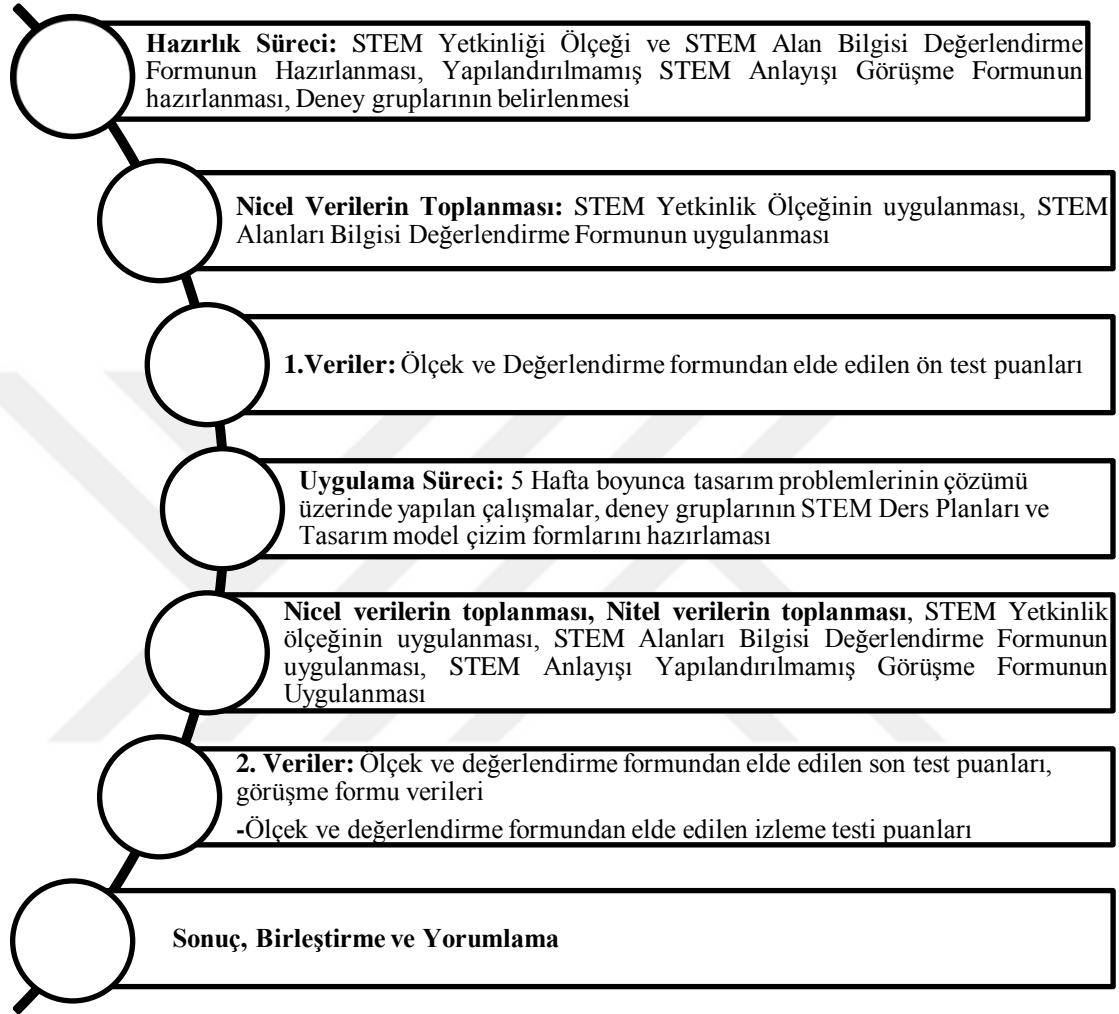 Hazırlık Süreci: STEM Yetkinliği Ölçeği ve STEM Alan Bilgisi Değerlendirme
Formunun Hazırlanması, Yapılandırılmamış STEM Anlayışı Görüşme Formunun
hazırlanması, Deney gruplarının belirlenmesi
Nicel Verilerin Toplanması: STEM Yetkinlik Ölçeğinin uygulanması, STEM
Alanları Bilgisi Değerlendirme Formunun uygulanması
1.Veriler: Ölçek ve Değerlendirme formundan elde edilen ön test puanları
Uygulama Süreci: 5 Hafta boyunca tasarım problemlerinin çözümü
üzerinde yapılan çalışmalar, deney gruplarının STEM Ders Planları ve
Tasarım model çizim formlarını hazırlaması
Nicel verilerin toplanması, Nitel verilerin toplanması, STEM Yetkinlik
ölçeğinin uygulanması, STEM Alanları Bilgisi Değerlendirme Formunun
uygulanması, STEM Anlayışı Yapılandırılmamış Görüşme Formunun
Uygulanması
2. Veriler: Ölçek ve değerlendirme formundan elde edilen son test puanları,
görüşme formu verileri
-Ölçek ve değerlendirme formundan elde edilen izleme testi puanları
Sonuç, Birleştirme ve Yorumlama